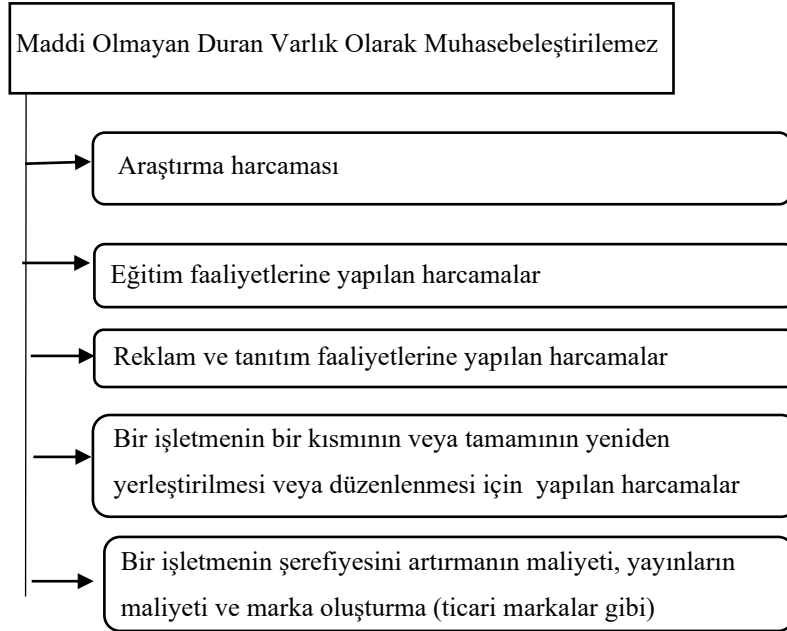 Maddi Olmayan Duran Varlık Olarak Muhasebeleştirilemez
Araştırma harcaması
Eğitim faaliyetlerine yapılan harcamalar
Reklam ve tanıtım faaliyetlerine yapılan harcamalar
Bir işletmenin bir kısmının veya tamamının yeniden
yerleştirilmesi veya düzenlenmesi için yapılan harcamalar
Bir işletmenin şerefiyesini artırmanın maliyeti, yayınların
maliyeti ve marka oluşturma (ticari markalar gibi)